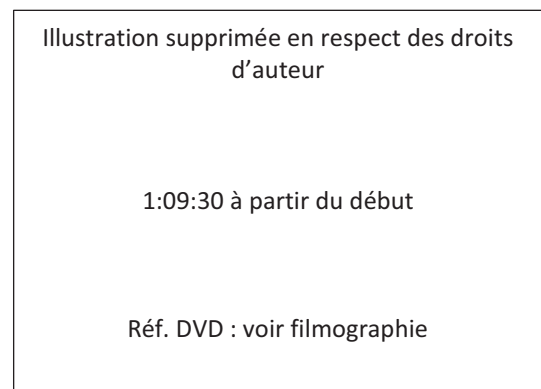 Illustration supprimée en respect des droits
d’auteur
1:09:30 à partir du début
Réf. DVD : voir filmographie